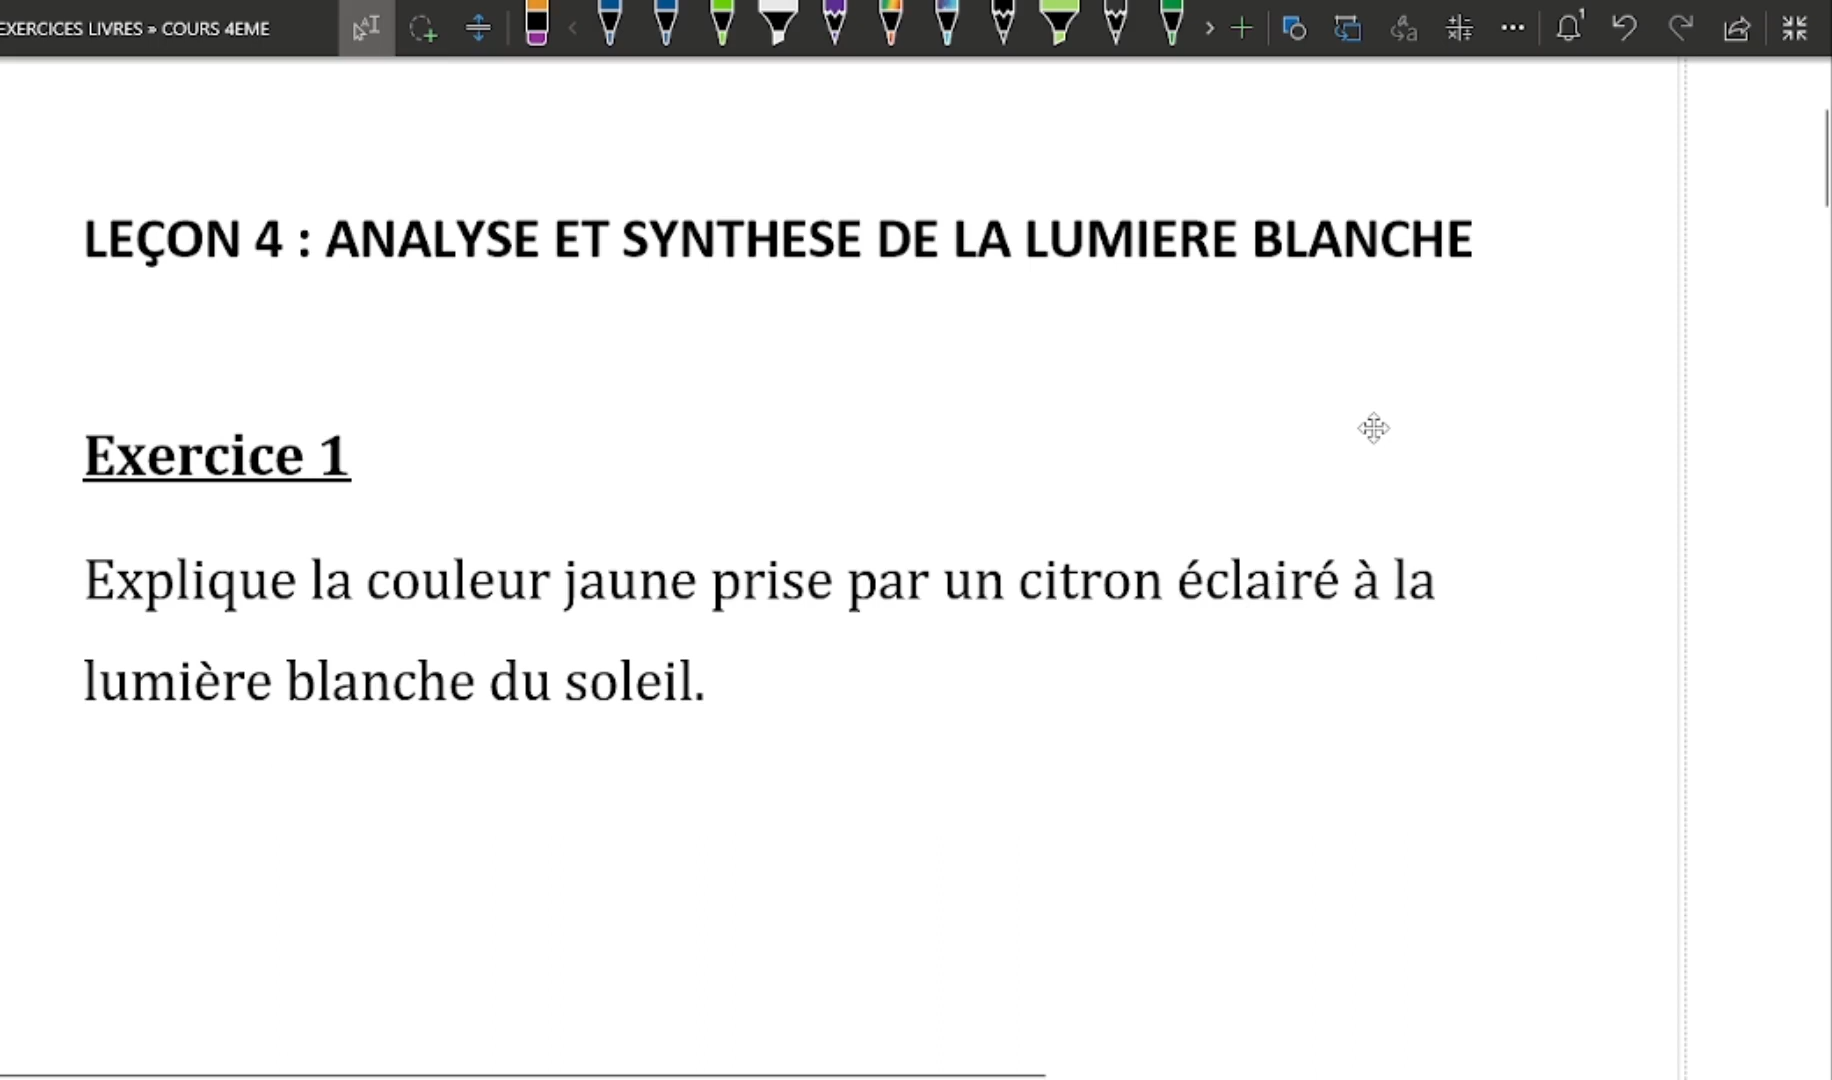 EXERCICES LIVRES » COURS 4EME
LEÇON 4 : ANALYSE ET SYNTHESE DE LA LUMIERE BLANCHE
Exercice 1
Explique la couleur jaune prise par un citron éclairé à la
lumière blanche du soleil.